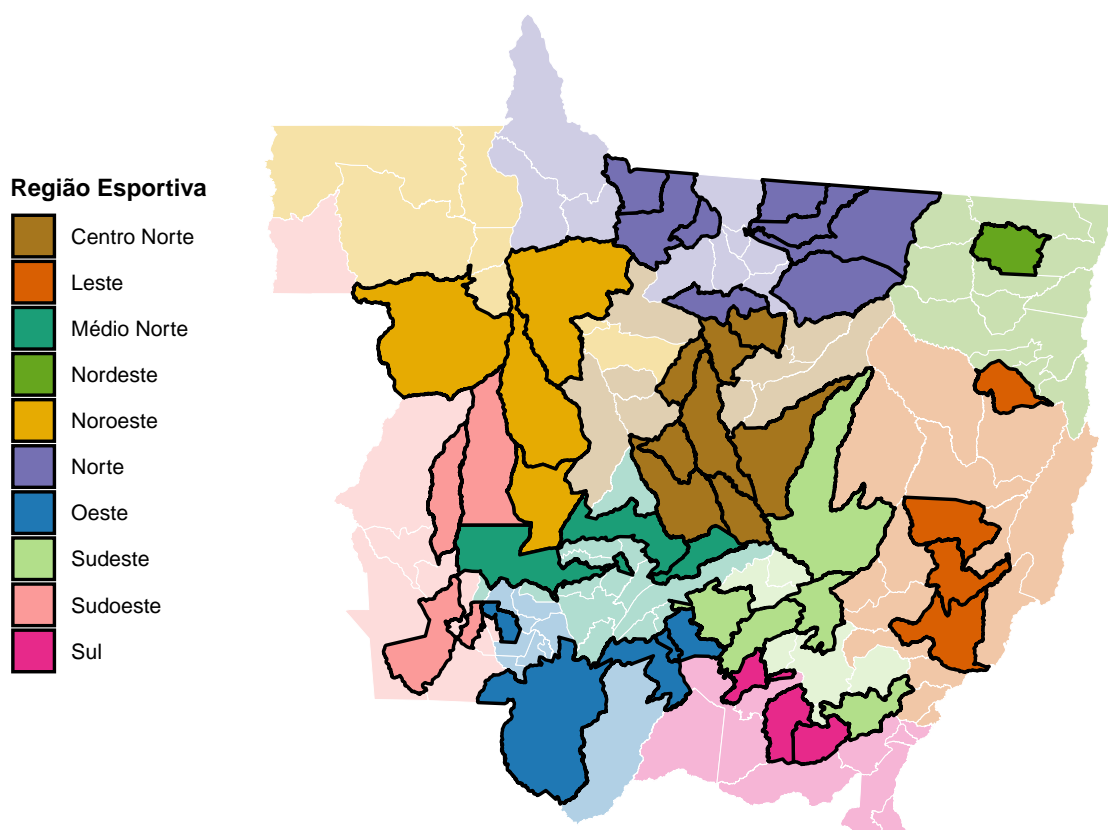 Região Esportiva
Centro Norte
Leste
Médio Norte
Nordeste
Noroeste
Norte
Oeste
Sudeste
Sudoeste
Sul